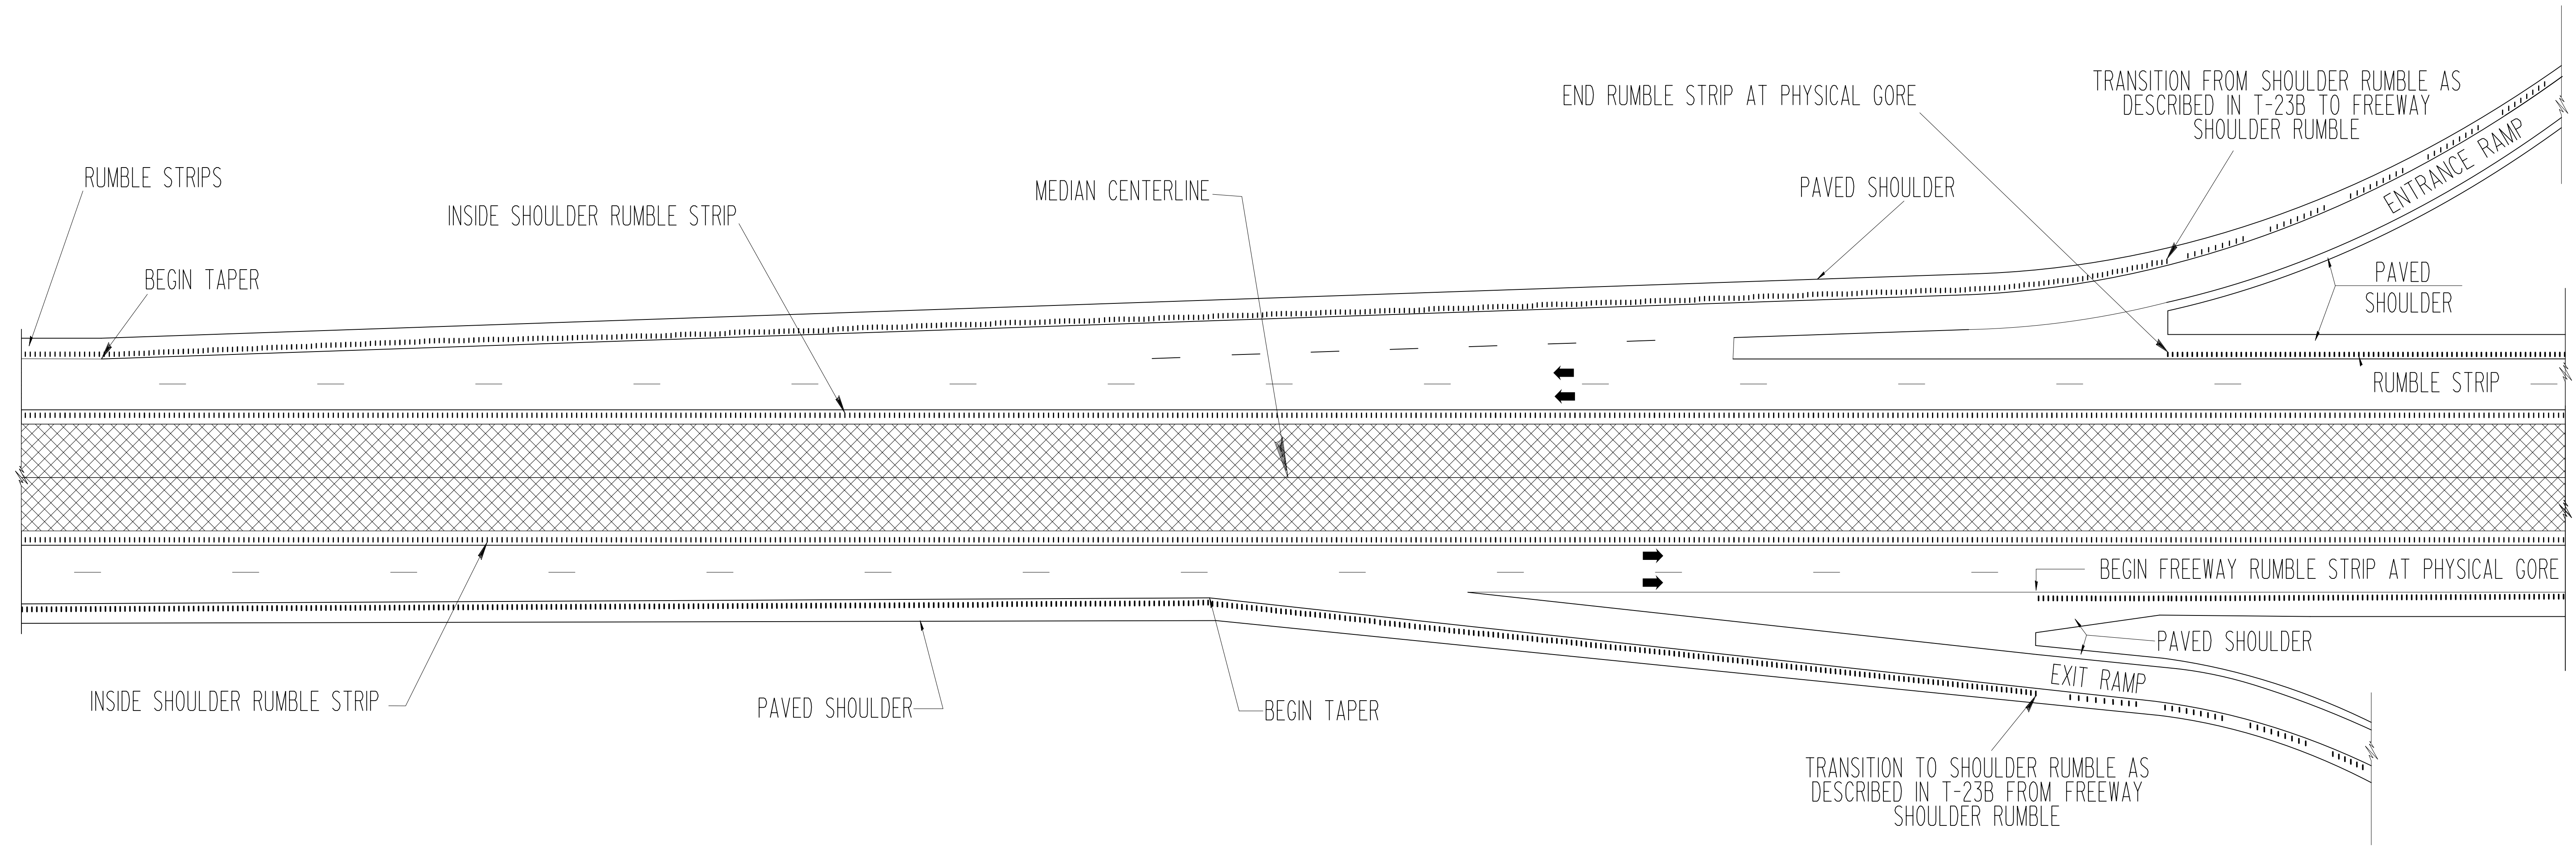 TRANSITION FROM SHOULDER RUMBLE AS
DESCRIBED IN T-23B TO FREEWAY
SHOULDER RUMBLE
END RUMBLE STRIP AT PHYSICAL GORE
ENTRANCE RAMP
RUMBLE STRIPS
MEDIAN CENTERLINE
PAVED SHOULDER
INSIDE SHOULDER RUMBLE STRIP
BEGIN TAPER
PAVED
SHOULDER
RUMBLE STRIP
BEGIN FREEWAY RUMBLE STRIP AT PHYSICAL GORE
PAVED SHOULDER
EXIT RAMP
INSIDE SHOULDER RUMBLE STRIP
PAVED SHOULDER
BEGIN TAPER
TRANSITION TO SHOULDER RUMBLE AS
DESCRIBED IN T-23B FROM FREEWAY
SHOULDER RUMBLE